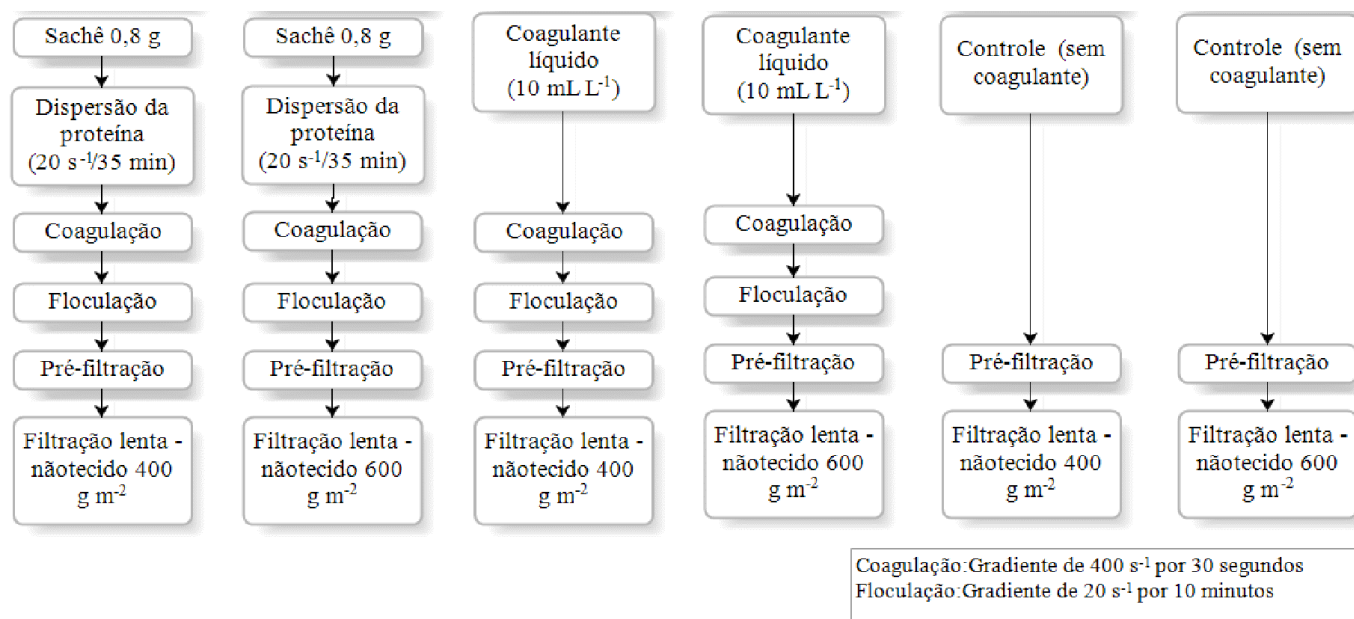 Sachê 0,8 g
Dispersão da
proteína
(20 s⁻¹/35 min)
Coagulação
Floculação
Pré-filtração
Filtração lenta -
nãotecido 400
g m⁻²
Sachê 0,8 g
Dispersão da
proteína
(20 s⁻¹/35 min)
Coagulação
Floculação
Pré-filtração
Filtração lenta -
nãotecido 600
g m⁻²
Coagulante
líquido
(10 mL L⁻¹)
Coagulação
Floculação
Pré-filtração
Filtração lenta -
nãotecido 400
g m⁻²
Coagulante
líquido
(10 mL L⁻¹)
Coagulação
Floculação
Pré-filtração
Filtração lenta -
nãotecido 600
g m⁻²
Controle (sem
coagulante)
Pré-filtração
Filtração lenta -
nãotecido 400
g m⁻²
Controle (sem
coagulante)
Pré-filtração
Filtração lenta -
nãotecido 600
g m⁻²
Coagulação:Gradiente de 400 s⁻¹ por 30 segundos
Floculação:Gradiente de 20 s⁻¹ por 10 minutos